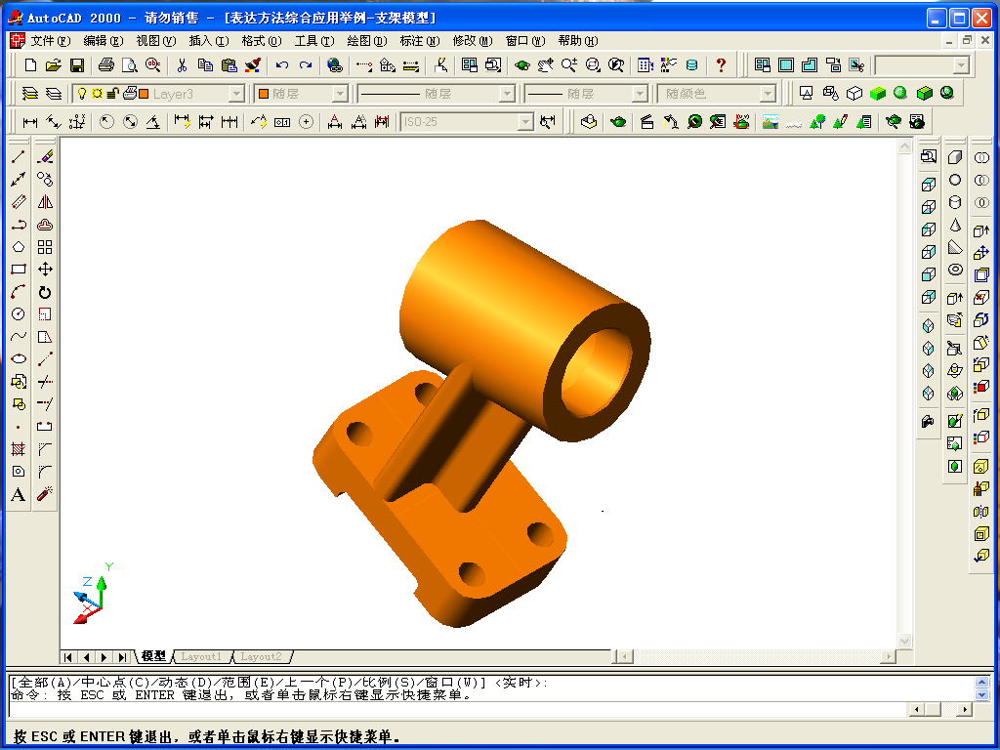 AutoCAD 2000 - 请勿销售 - [表达方法综合应用举例-支架模型]
文件(F) 编辑(E) 视图(V) 插入(I) 格式(O) 工具(T) 绘图(D) 标注(N) 修改(M) 窗口(W) 帮助(H)
Layer3 随层 随层 随层 随颜色
ISO-25
Y
Z
X
A
模型 Layout1 Layout2
[全部(A)/中心点(C)/动态(D)/范围(E)/上一个(P)/比例(S)/窗口(W)] <实时>:
命令: 按 ESC 或 ENTER 键退出，或者单击鼠标右键显示快捷菜单。
按 ESC 或 ENTER 键退出，或者单击鼠标右键显示快捷菜单。